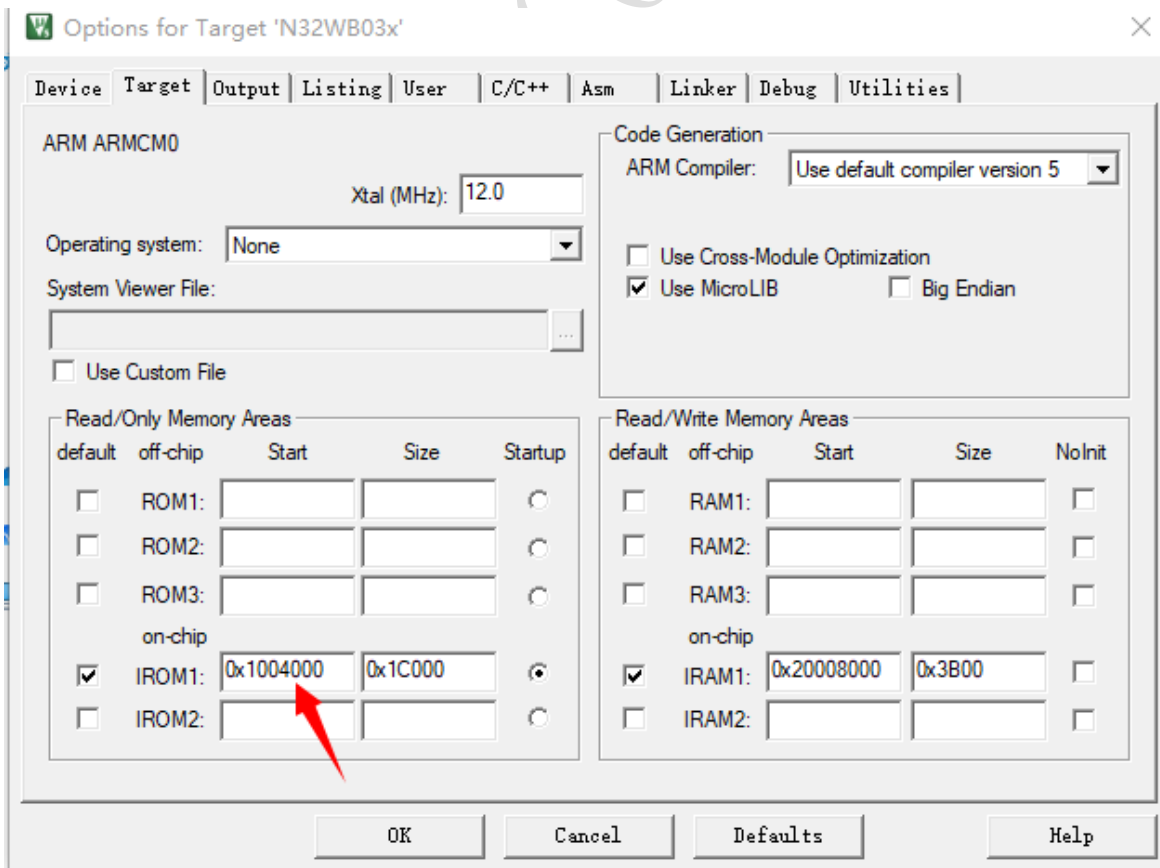 Options for Target 'N32WB03x'
Device Target Output Listing User C/C++ Asm Linker Debug Utilities
ARM ARMCM0
Xtal (MHz): 12.0
Operating system: None
System Viewer File:
...
Use Custom File
Code Generation
ARM Compiler: Use default compiler version 5
Use Cross-Module Optimization
Use MicroLIB Big Endian
Read/Only Memory Areas
default off-chip Start Size Startup
ROM1:
ROM2:
ROM3:
on-chip
IROM1: 0x1004000 0x1C000
IROM2:
Read/Write Memory Areas
default off-chip Start Size NoInit
RAM1:
RAM2:
RAM3:
on-chip
IRAM1: 0x20008000 0x3B00
IRAM2:
OK Cancel Defaults Help